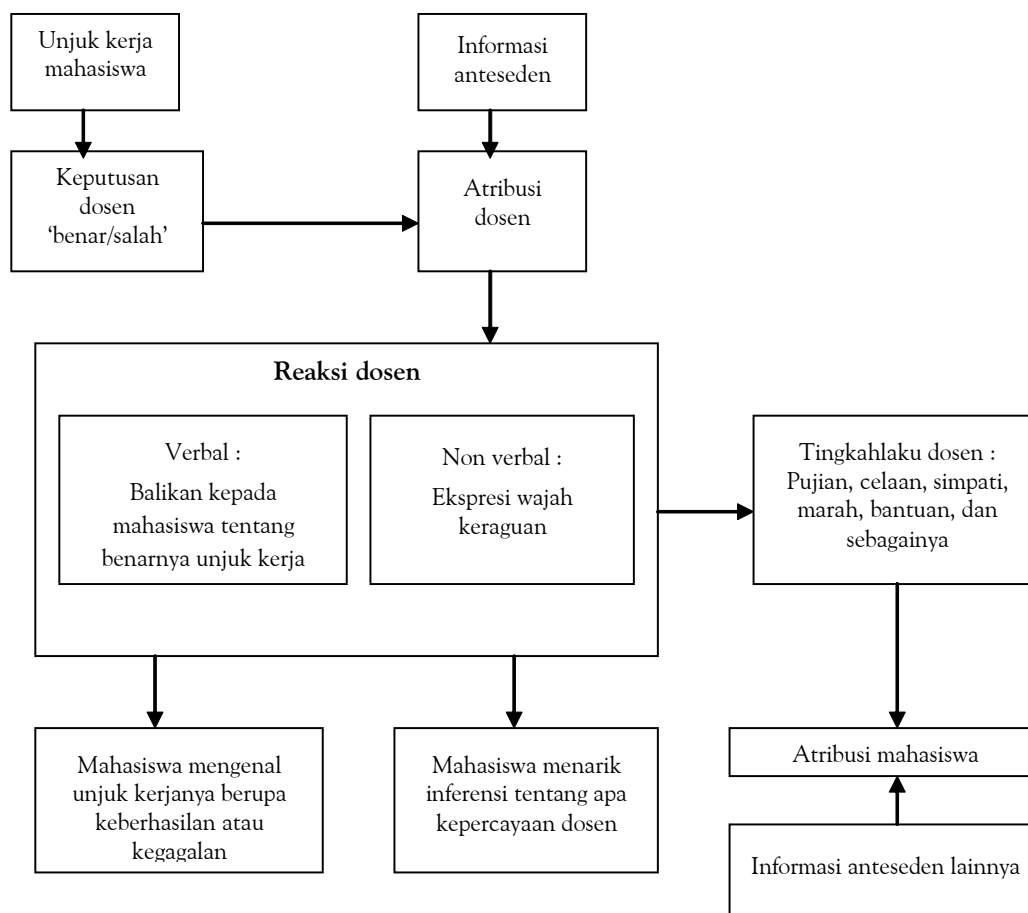 Unjuk kerja
mahasiswa
Informasi
anteseden
Keputusan
dosen
‘benar/salah’
Atribusi
dosen
Reaksi dosen
Verbal :
Balikan kepada
mahasiswa tentang
benarnya unjuk kerja
Non verbal :
Ekspresi wajah
keraguan
Tingkahlaku dosen :
Pujian, celaan, simpati,
marah, bantuan, dan
sebagainya
Mahasiswa mengenal
unjuk kerjanya berupa
keberhasilan atau
kegagalan
Mahasiswa menarik
inferensi tentang apa
kepercayaan dosen
Atribusi mahasiswa
Informasi anteseden lainnya